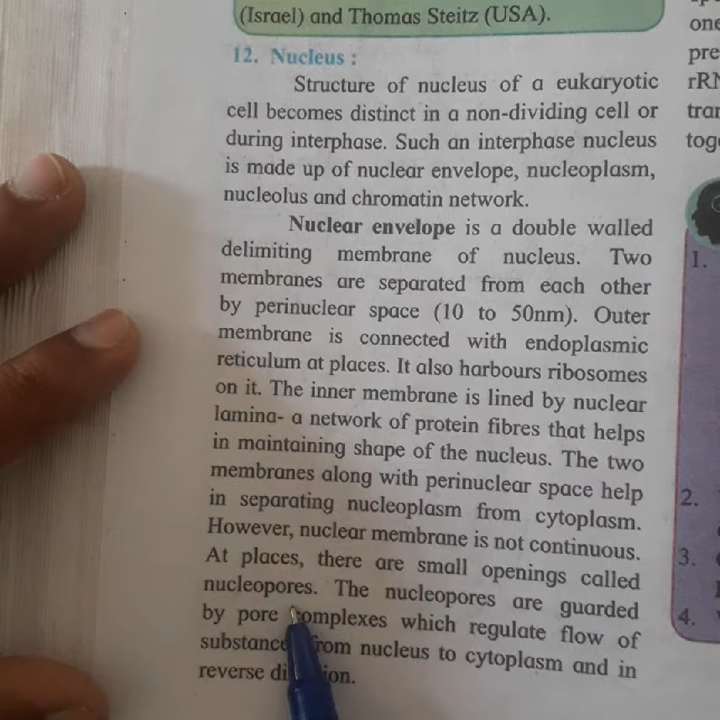 (Israel) and Thomas Steitz (USA).
12. Nucleus :
Structure of nucleus of a eukaryotic
cell becomes distinct in a non-dividing cell or
during interphase. Such an interphase nucleus
is made up of nuclear envelope, nucleoplasm,
nucleolus and chromatin network.
Nuclear envelope is a double walled
delimiting membrane of nucleus. Two
membranes are separated from each other
by perinuclear space (10 to 50nm). Outer
membrane is connected with endoplasmic
reticulum at places. It also harbours ribosomes
on it. The inner membrane is lined by nuclear
lamina- a network of protein fibres that helps
in maintaining shape of the nucleus. The two
membranes along with perinuclear space help
in separating nucleoplasm from cytoplasm.
However, nuclear membrane is not continuous.
At places, there are small openings called
nucleopores. The nucleopores are guarded
by pore complexes which regulate flow of
substance from nucleus to cytoplasm and in
reverse
one
pre
tog
1.
2.
3.
4.